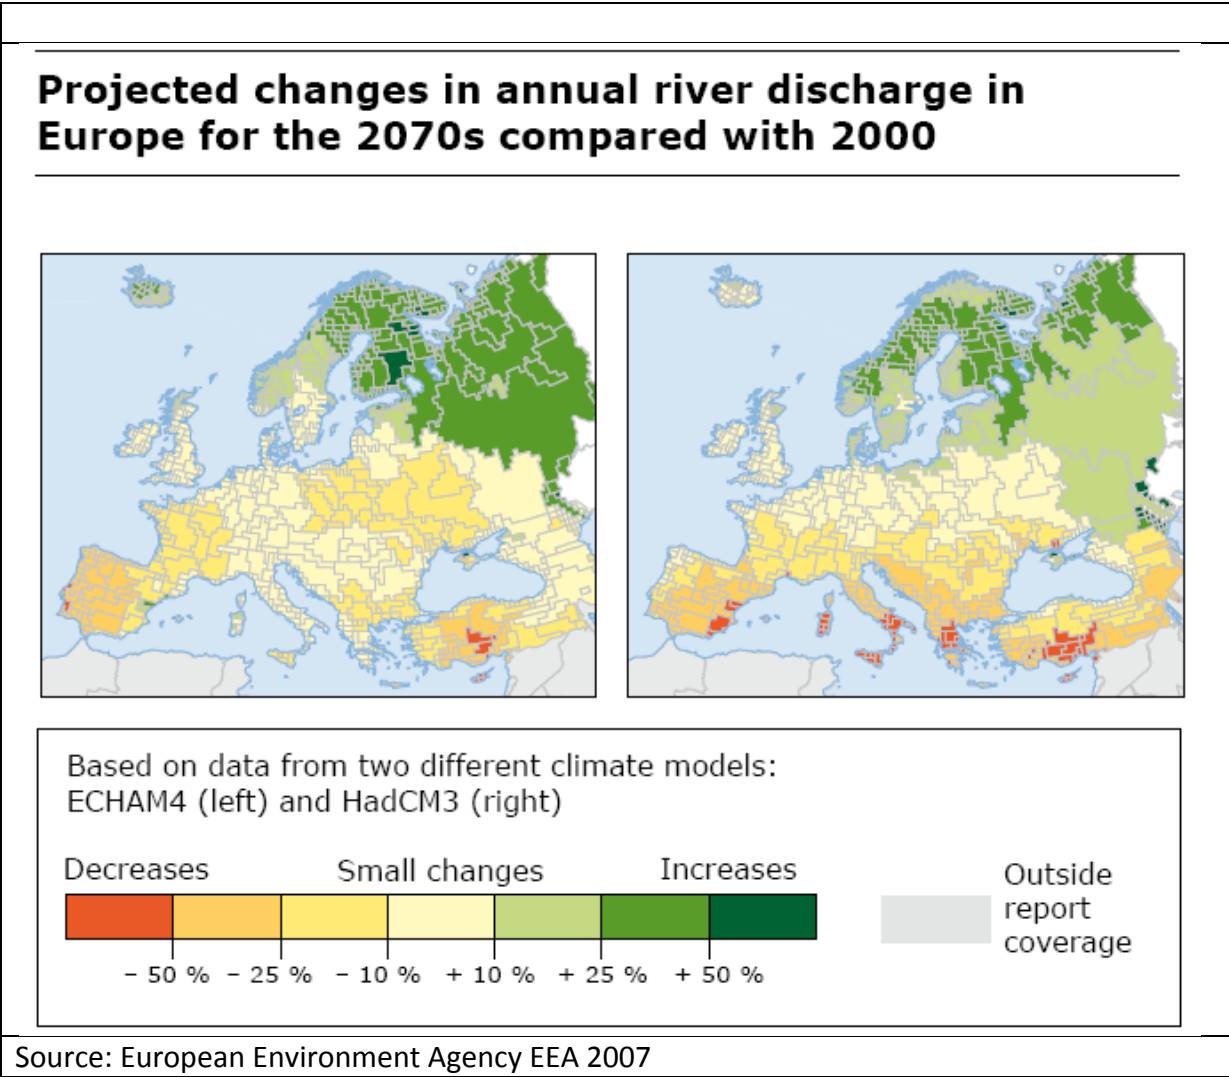 Projected changes in annual river discharge in
Europe for the 2070s compared with 2000
Based on data from two different climate models:
ECHAM4 (left) and HadCM3 (right)
Decreases Small changes Increases
Outside
report
coverage
− 50 % − 25 % − 10 % + 10 % + 25 % + 50 %
Source: European Environment Agency EEA 2007